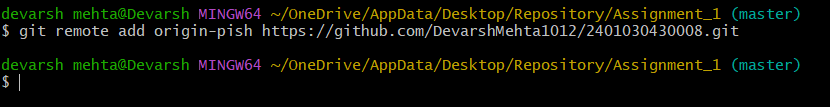 devarsh mehta@Devarsh MINGW64 ~/OneDrive/AppData/Desktop/Repository/Assignment_1 (master)
$ git remote add origin-pish https://github.com/DevarshMehta1012/2401030430008.git
devarsh mehta@Devarsh MINGW64 ~/OneDrive/AppData/Desktop/Repository/Assignment_1 (master)
$